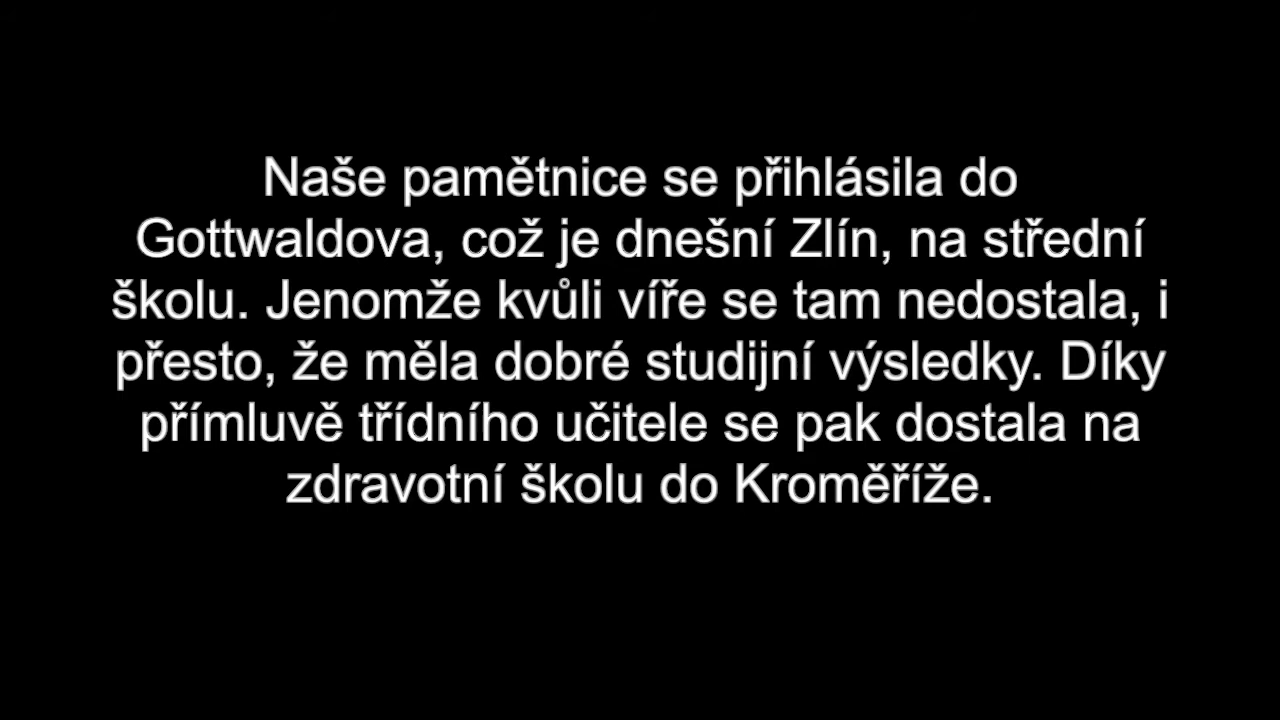 Naše pamětnice se přihlásila do
Gottwaldova, což je dnešní Zlín, na střední
školu. Jenomže kvůli víře se tam nedostala, i
přesto, že měla dobré studijní výsledky. Díky
přímluvě třídního učitele se pak dostala na
zdravotní školu do Kroměříže.